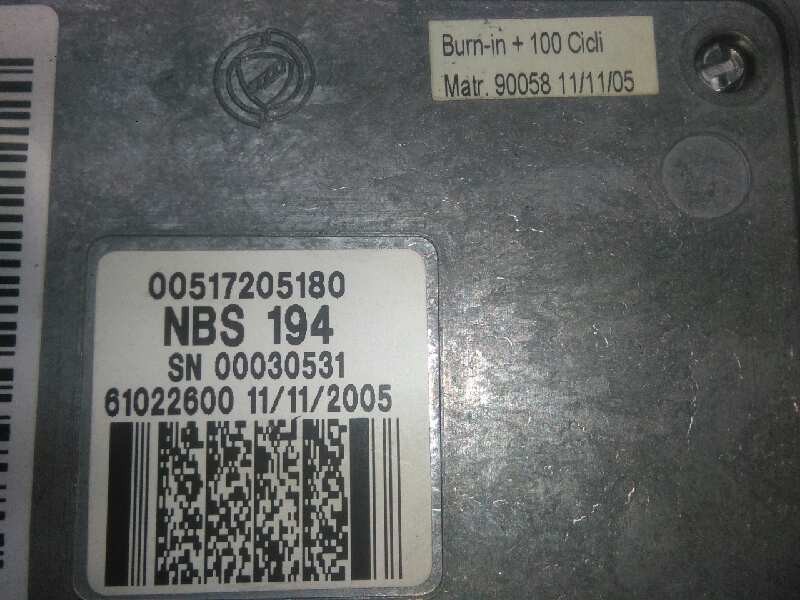 Burn-in + 100 Cicli
Matr. 90058 11/11/05
00517205180
NBS 194
SN 00030531
61022600 11/11/2005